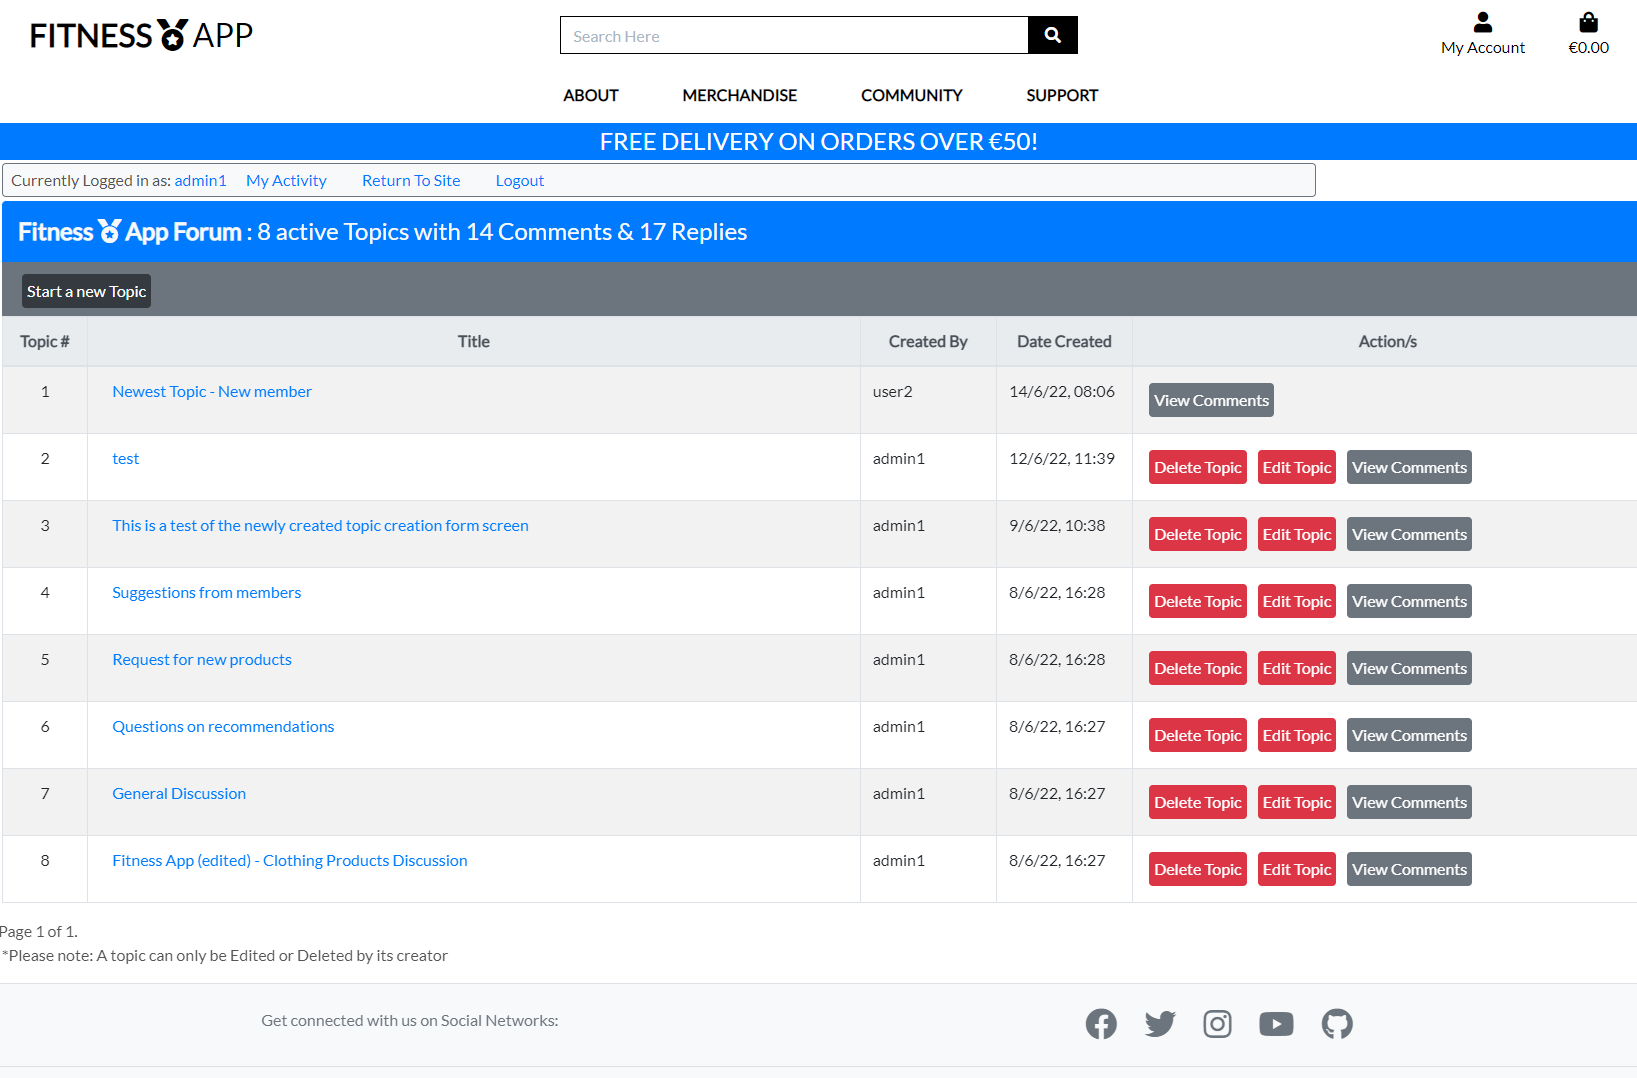 FITNESS APP
Search Here
My Account
€0.00
ABOUT MERCHANDISE COMMUNITY SUPPORT
FREE DELIVERY ON ORDERS OVER €50!
Currently Logged in as: admin1 My Activity Return To Site Logout
Fitness App Forum : 8 active Topics with 14 Comments & 17 Replies
Start a new Topic
Topic # Title Created By Date Created Action/s
1 Newest Topic - New member user2 14/6/22, 08:06 View Comments
2 test admin1 12/6/22, 11:39 Delete Topic Edit Topic View Comments
3 This is a test of the newly created topic creation form screen admin1 9/6/22, 10:38 Delete Topic Edit Topic View Comments
4 Suggestions from members admin1 8/6/22, 16:28 Delete Topic Edit Topic View Comments
5 Request for new products admin1 8/6/22, 16:28 Delete Topic Edit Topic View Comments
6 Questions on recommendations admin1 8/6/22, 16:27 Delete Topic Edit Topic View Comments
7 General Discussion admin1 8/6/22, 16:27 Delete Topic Edit Topic View Comments
8 Fitness App (edited) - Clothing Products Discussion admin1 8/6/22, 16:27 Delete Topic Edit Topic View Comments
Page 1 of 1.
*Please note: A topic can only be Edited or Deleted by its creator
Get connected with us on Social Networks: